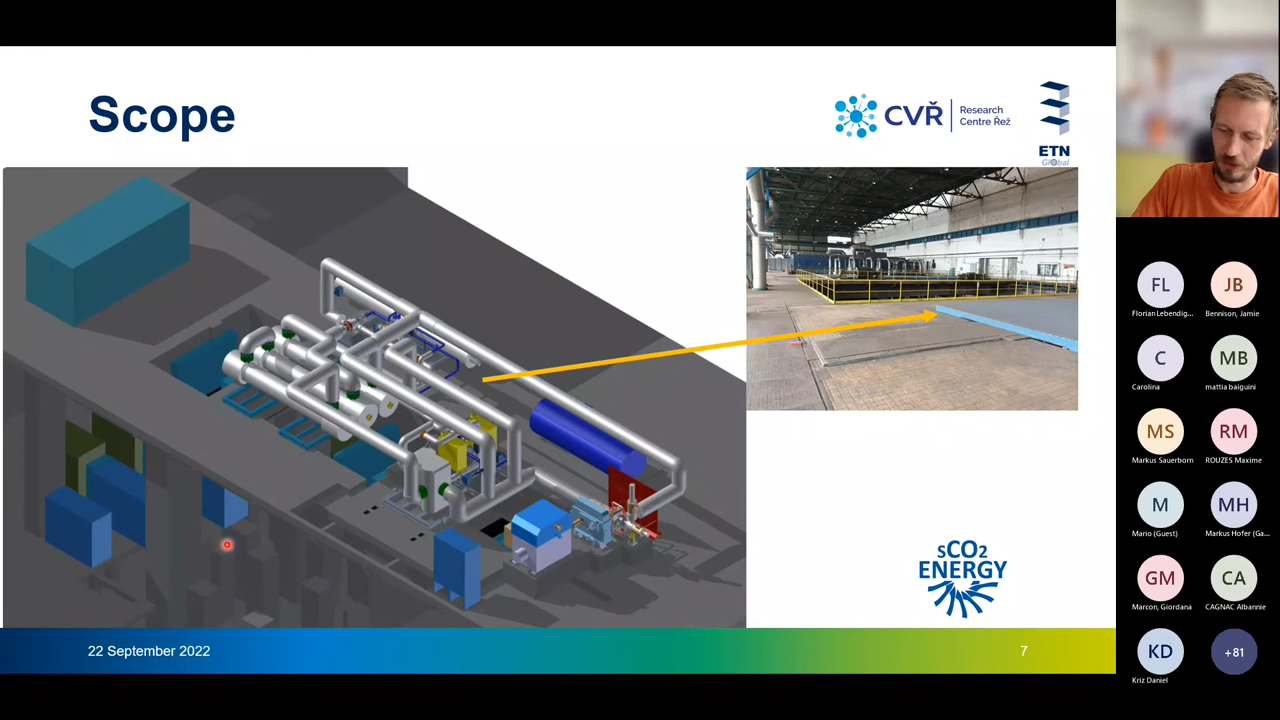 Scope
CVŘ
Research
Centre Řež
ETN
Global
sCO2
ENERGY
22 September 2022
7
FL
Florian Lebendig...
JB
Bennison, Jamie
C
Carolina
MB
mattia baiguini
MS
Markus Sauerborn
RM
ROUZES Maxime
M
Mario (Guest)
MH
Markus Hofer (Ga...
GM
Marcon, Giordana
CA
CAGNAC Albannie
KD
Kriz Daniel
+81